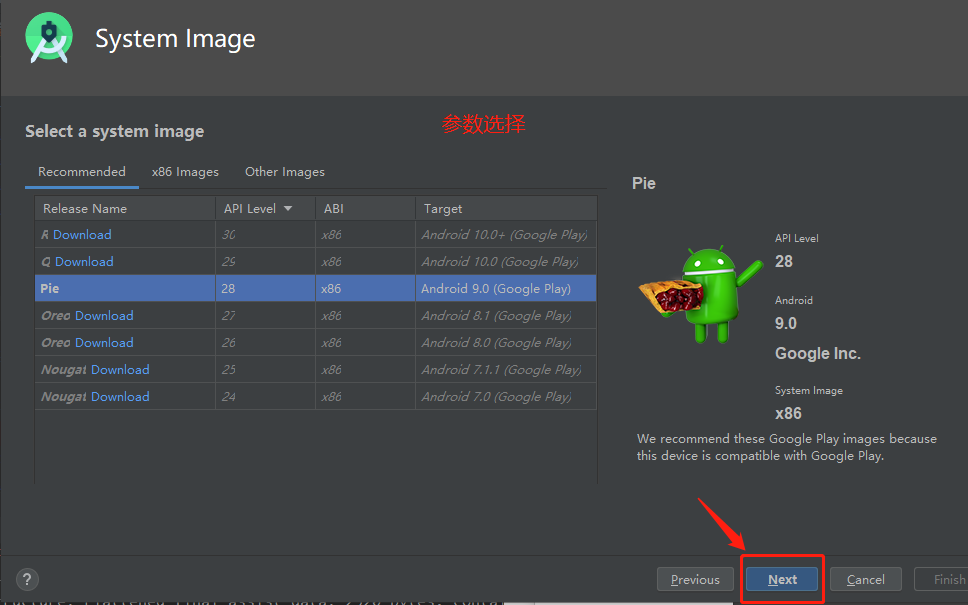 System Image
Select a system image
参数选择
Recommended x86 Images Other Images
Release Name API Level ABI Target
R Download 30 x86 Android 10.0+ (Google Play)
Q Download 29 x86 Android 10.0 (Google Play)
Pie 28 x86 Android 9.0 (Google Play)
Oreo Download 27 x86 Android 8.1 (Google Play)
Oreo Download 26 x86 Android 8.0 (Google Play)
Nougat Download 25 x86 Android 7.1.1 (Google Play)
Nougat Download 24 x86 Android 7.0 (Google Play)
Pie
API Level
28
Android
9.0
Google Inc.
System Image
x86
We recommend these Google Play images because
this device is compatible with Google Play.
? Previous Next Cancel Finish